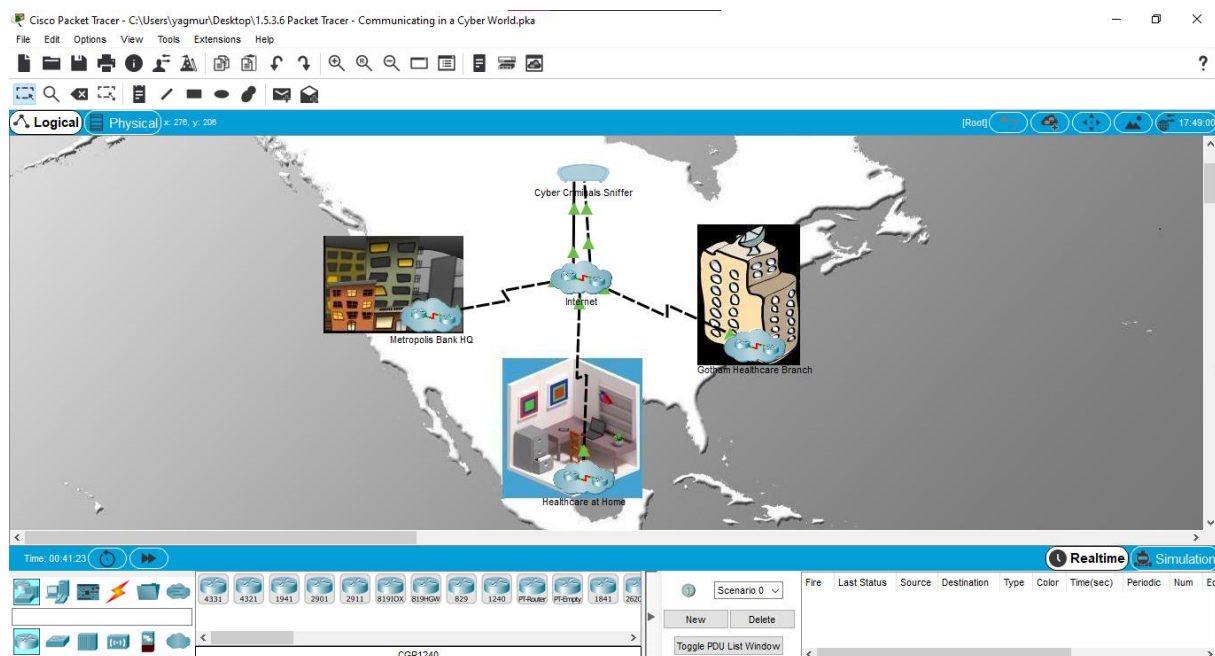 Cisco Packet Tracer - C:\Users\yagmur\Desktop\1.5.3.6 Packet Tracer - Communicating in a Cyber World.pka
File Edit Options View Tools Extensions Help
Logical Physical x: 276, y: 206 [Root] 17:49:00
Cyber Criminals Sniffer
Internet
Metropolis Bank HQ
Gotham Healthcare Branch
Healthcare at Home
Time: 00:41:23 Realtime Simulation
4331 4321 1941 2901 2911 819IOX 819HGW 829 1240 PT-Router PT-Empty 1841 2620
Scenario 0
Fire Last Status Source Destination Type Color Time(sec) Periodic Num Ed
New Delete
Toggle PDU List Window
CGR1240